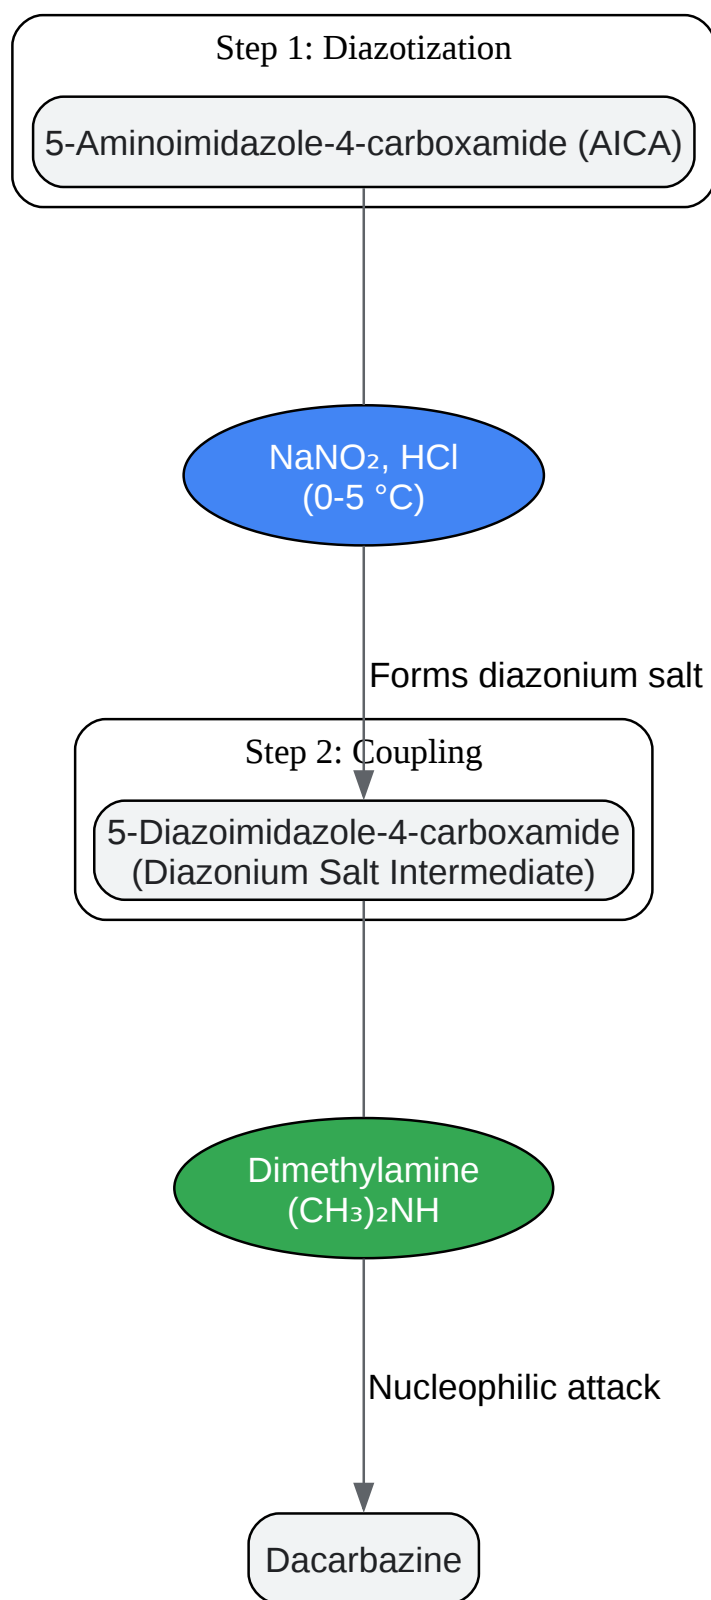 Step 1: Diazotization
5-Aminoimidazole-4-carboxamide (AICA)
NaNO₂, HCl
(0-5 °C)
Forms diazonium salt
Step 2: Coupling
5-Diazoimidazole-4-carboxamide
(Diazonium Salt Intermediate)
Dimethylamine
(CH₃)₂NH
Nucleophilic attack
Dacarbazine